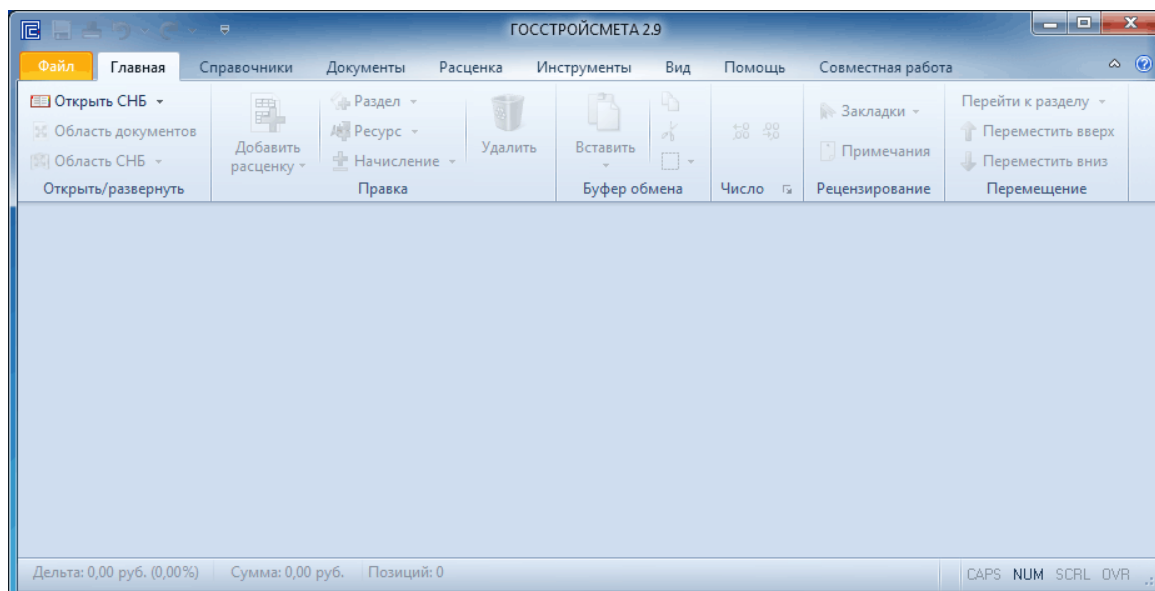 ГОССТРОЙСМЕТА 2.9
Файл Главная Справочники Документы Расценка Инструменты Вид Помощь Совместная работа
Открыть СНБ
Область документов
Область СНБ
Открыть/развернуть
Добавить
расценку
Раздел
Ресурс
Начисление
Удалить
Правка
Вставить
Буфер обмена
Число
Закладки
Примечания
Рецензирование
Перейти к разделу
Переместить вверх
Переместить вниз
Перемещение
Дельта: 0,00 руб. (0,00%) Сумма: 0,00 руб. Позиций: 0 CAPS NUM SCRL OVR